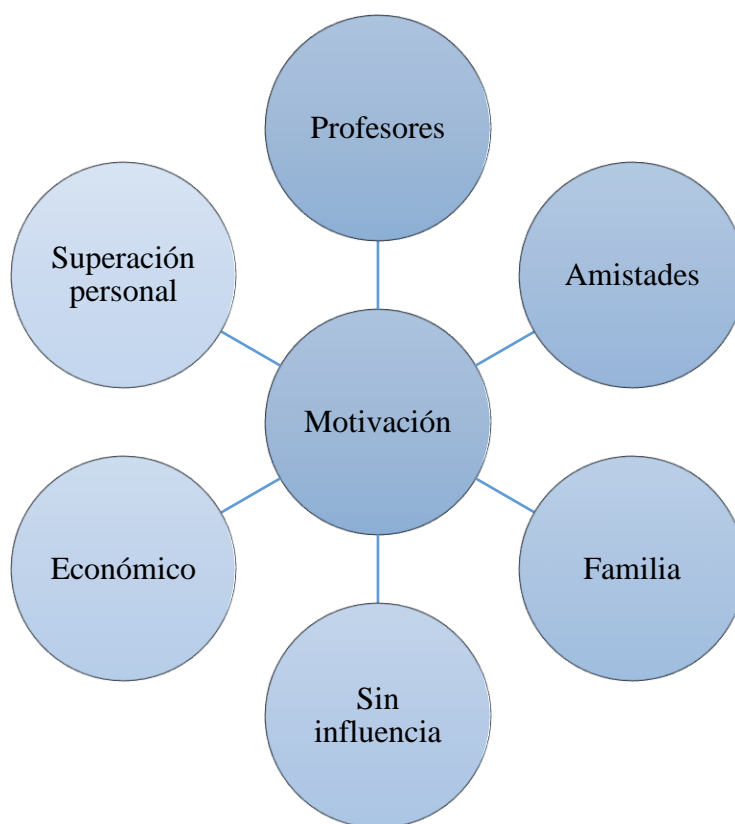 Profesores
Superación
personal
Amistades
Motivación
Económico
Familia
Sin
influencia